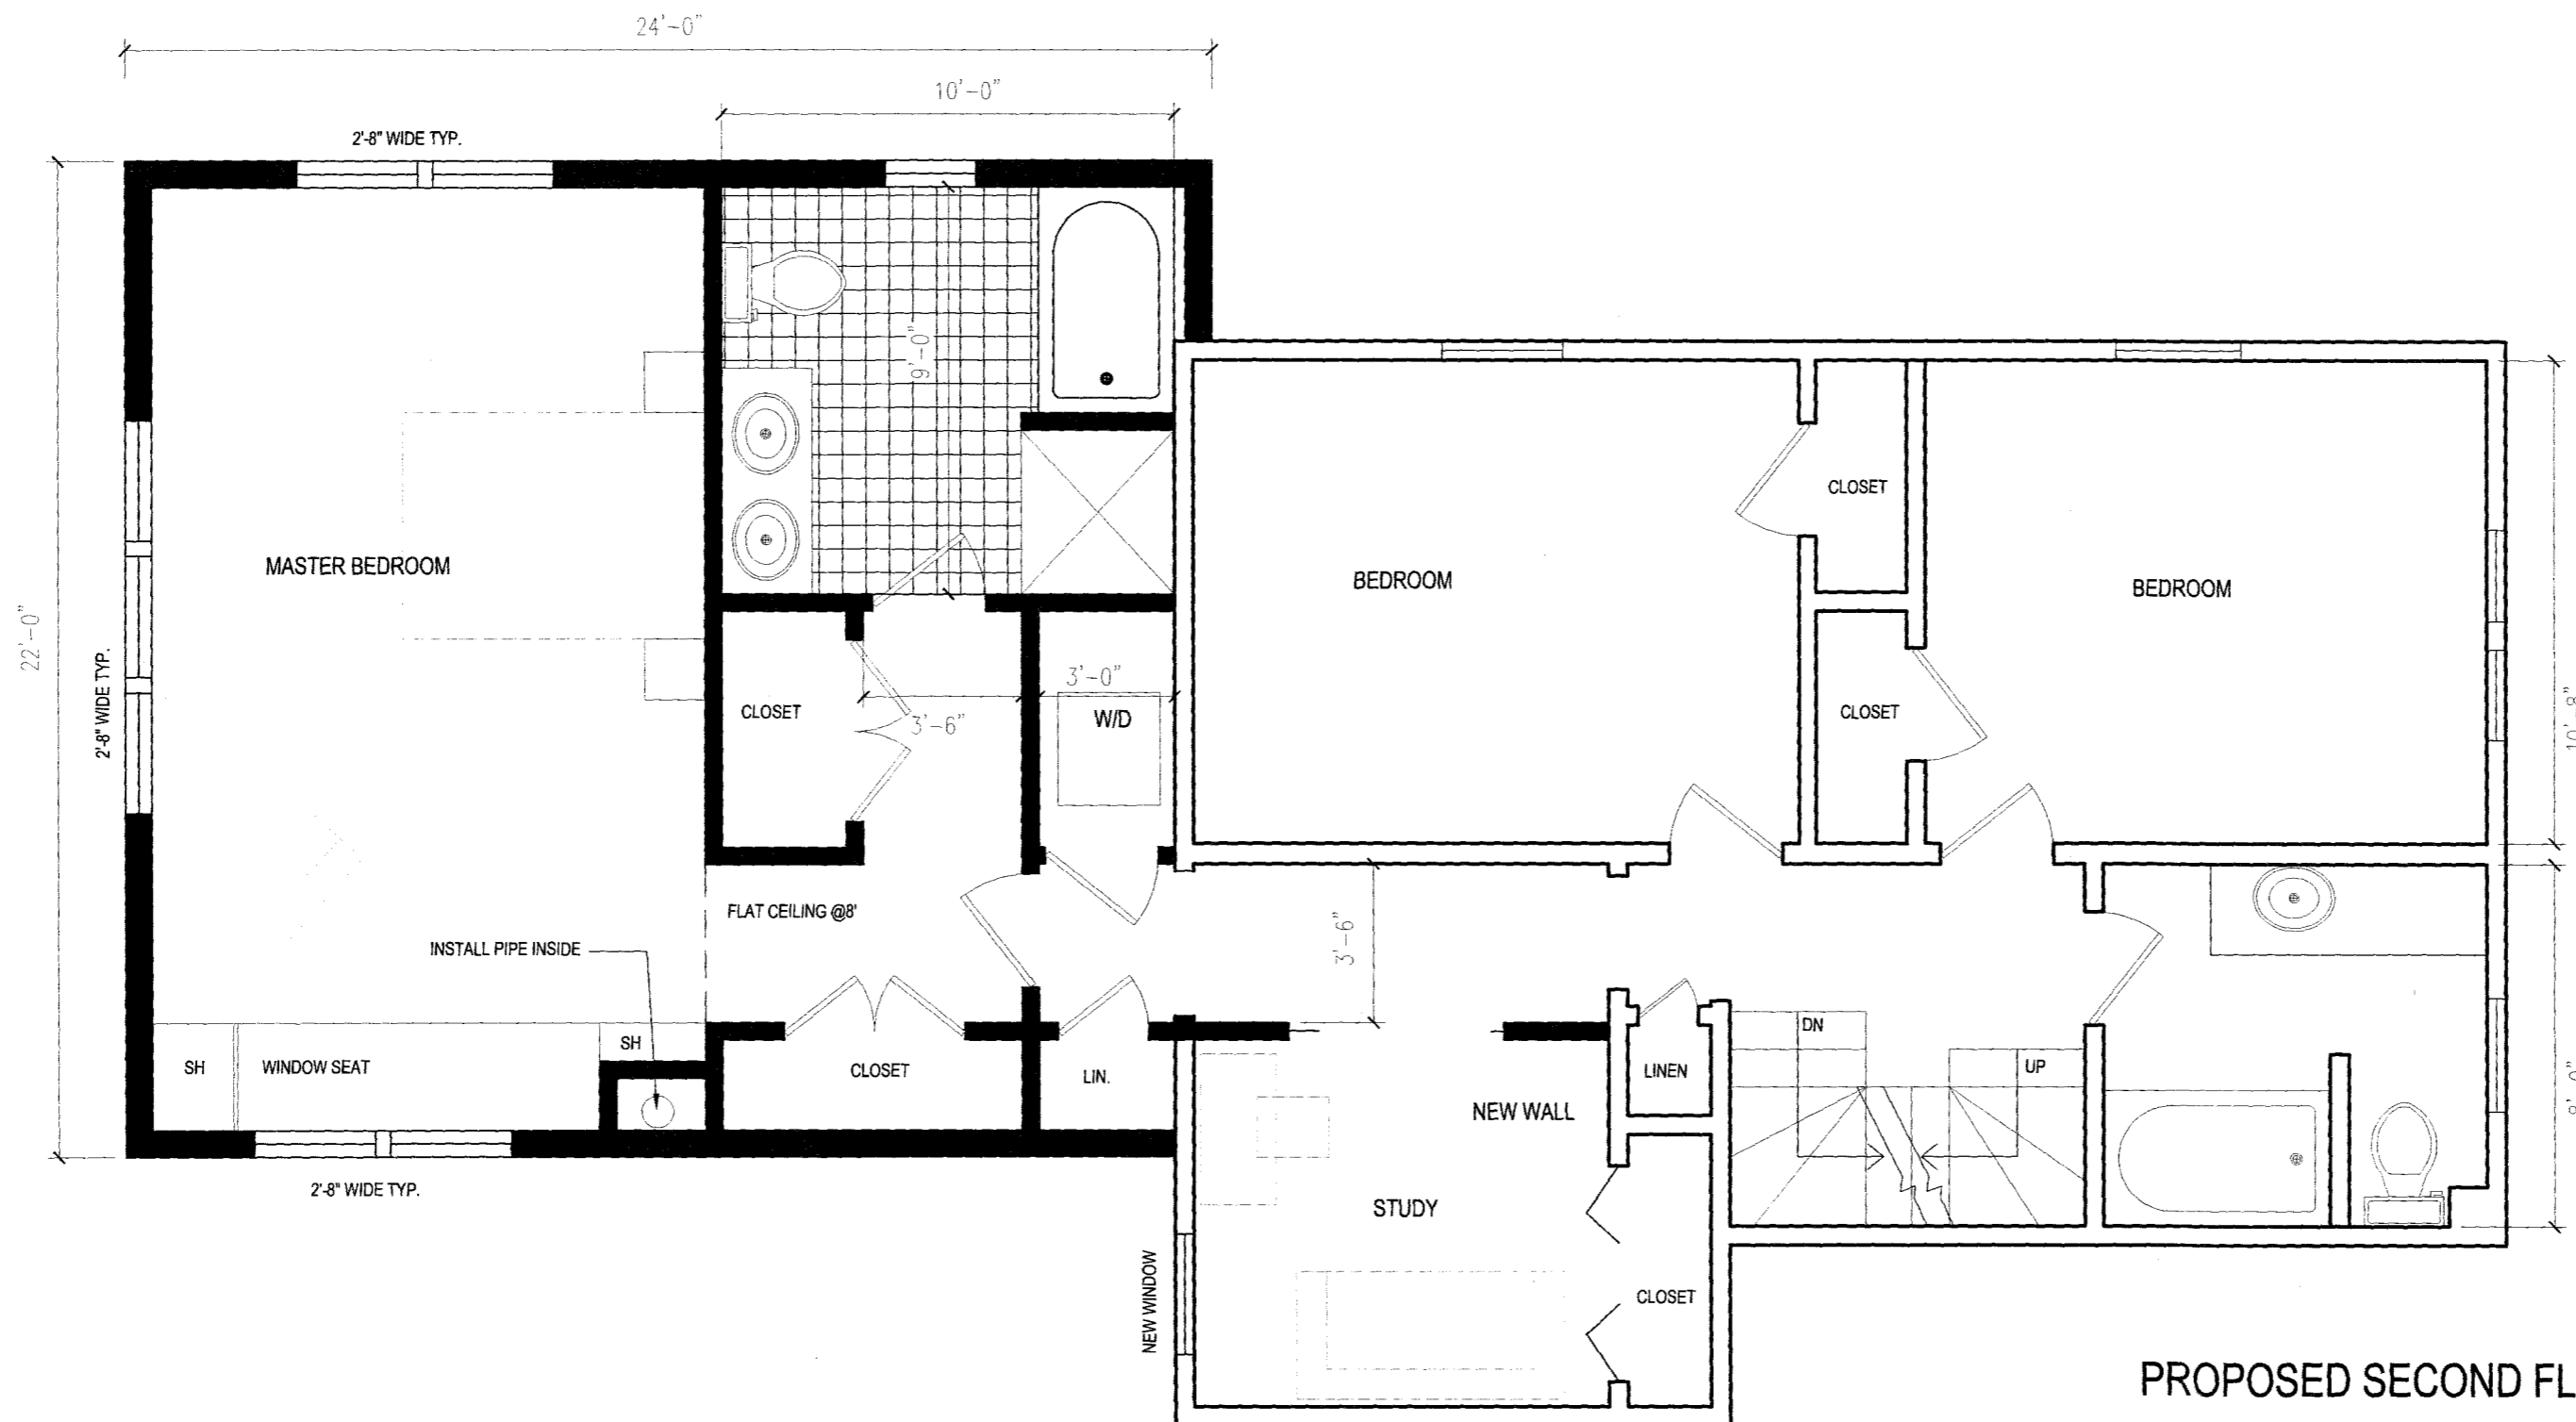 24'-0"
10'-0"
2'-8" WIDE TYP.
9'-0"
CLOSET
MASTER BEDROOM
BEDROOM
BEDROOM
22'-0"
2'-8" WIDE TYP.
3'-0"
CLOSET
W/D
3'-6"
CLOSET
10'-8"
FLAT CEILING @8'
INSTALL PIPE INSIDE
3'-6"
DN
SH
SH
WINDOW SEAT
CLOSET
LIN.
LINEN
UP
NEW WALL
8'-0"
2'-8" WIDE TYP.
STUDY
NEW WINDOW
CLOSET
PROPOSED SECOND FL